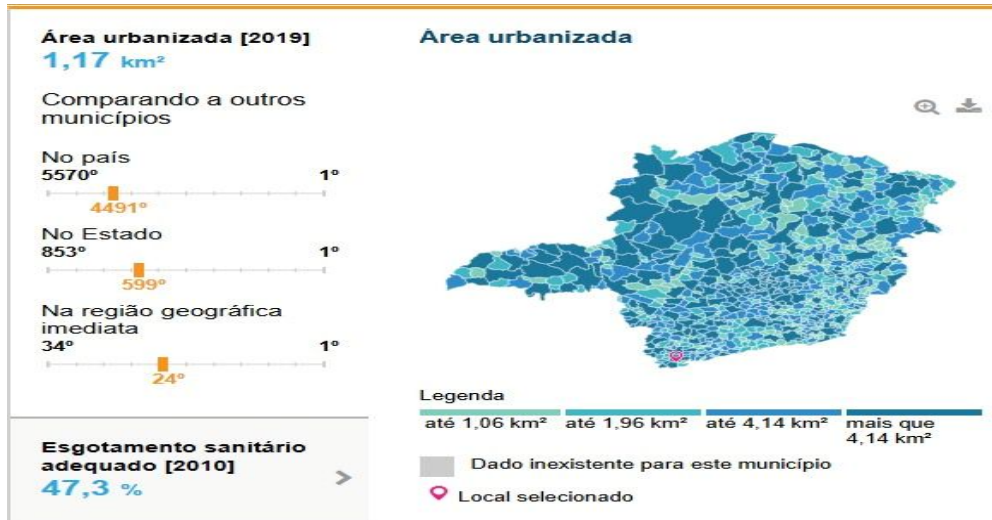 Área urbanizada [2019]
1,17 km²
Comparando a outros
municípios
No país
5570º 1º
4491º
No Estado
853º 1º
599º
Na região geográfica
imediata
34º 1º
24º
Esgotamento sanitário
adequado [2010]
47,3 %
Área urbanizada
Legenda
até 1,06 km² até 1,96 km² até 4,14 km² mais que
4,14 km²
Dado inexistente para este município
Local selecionado